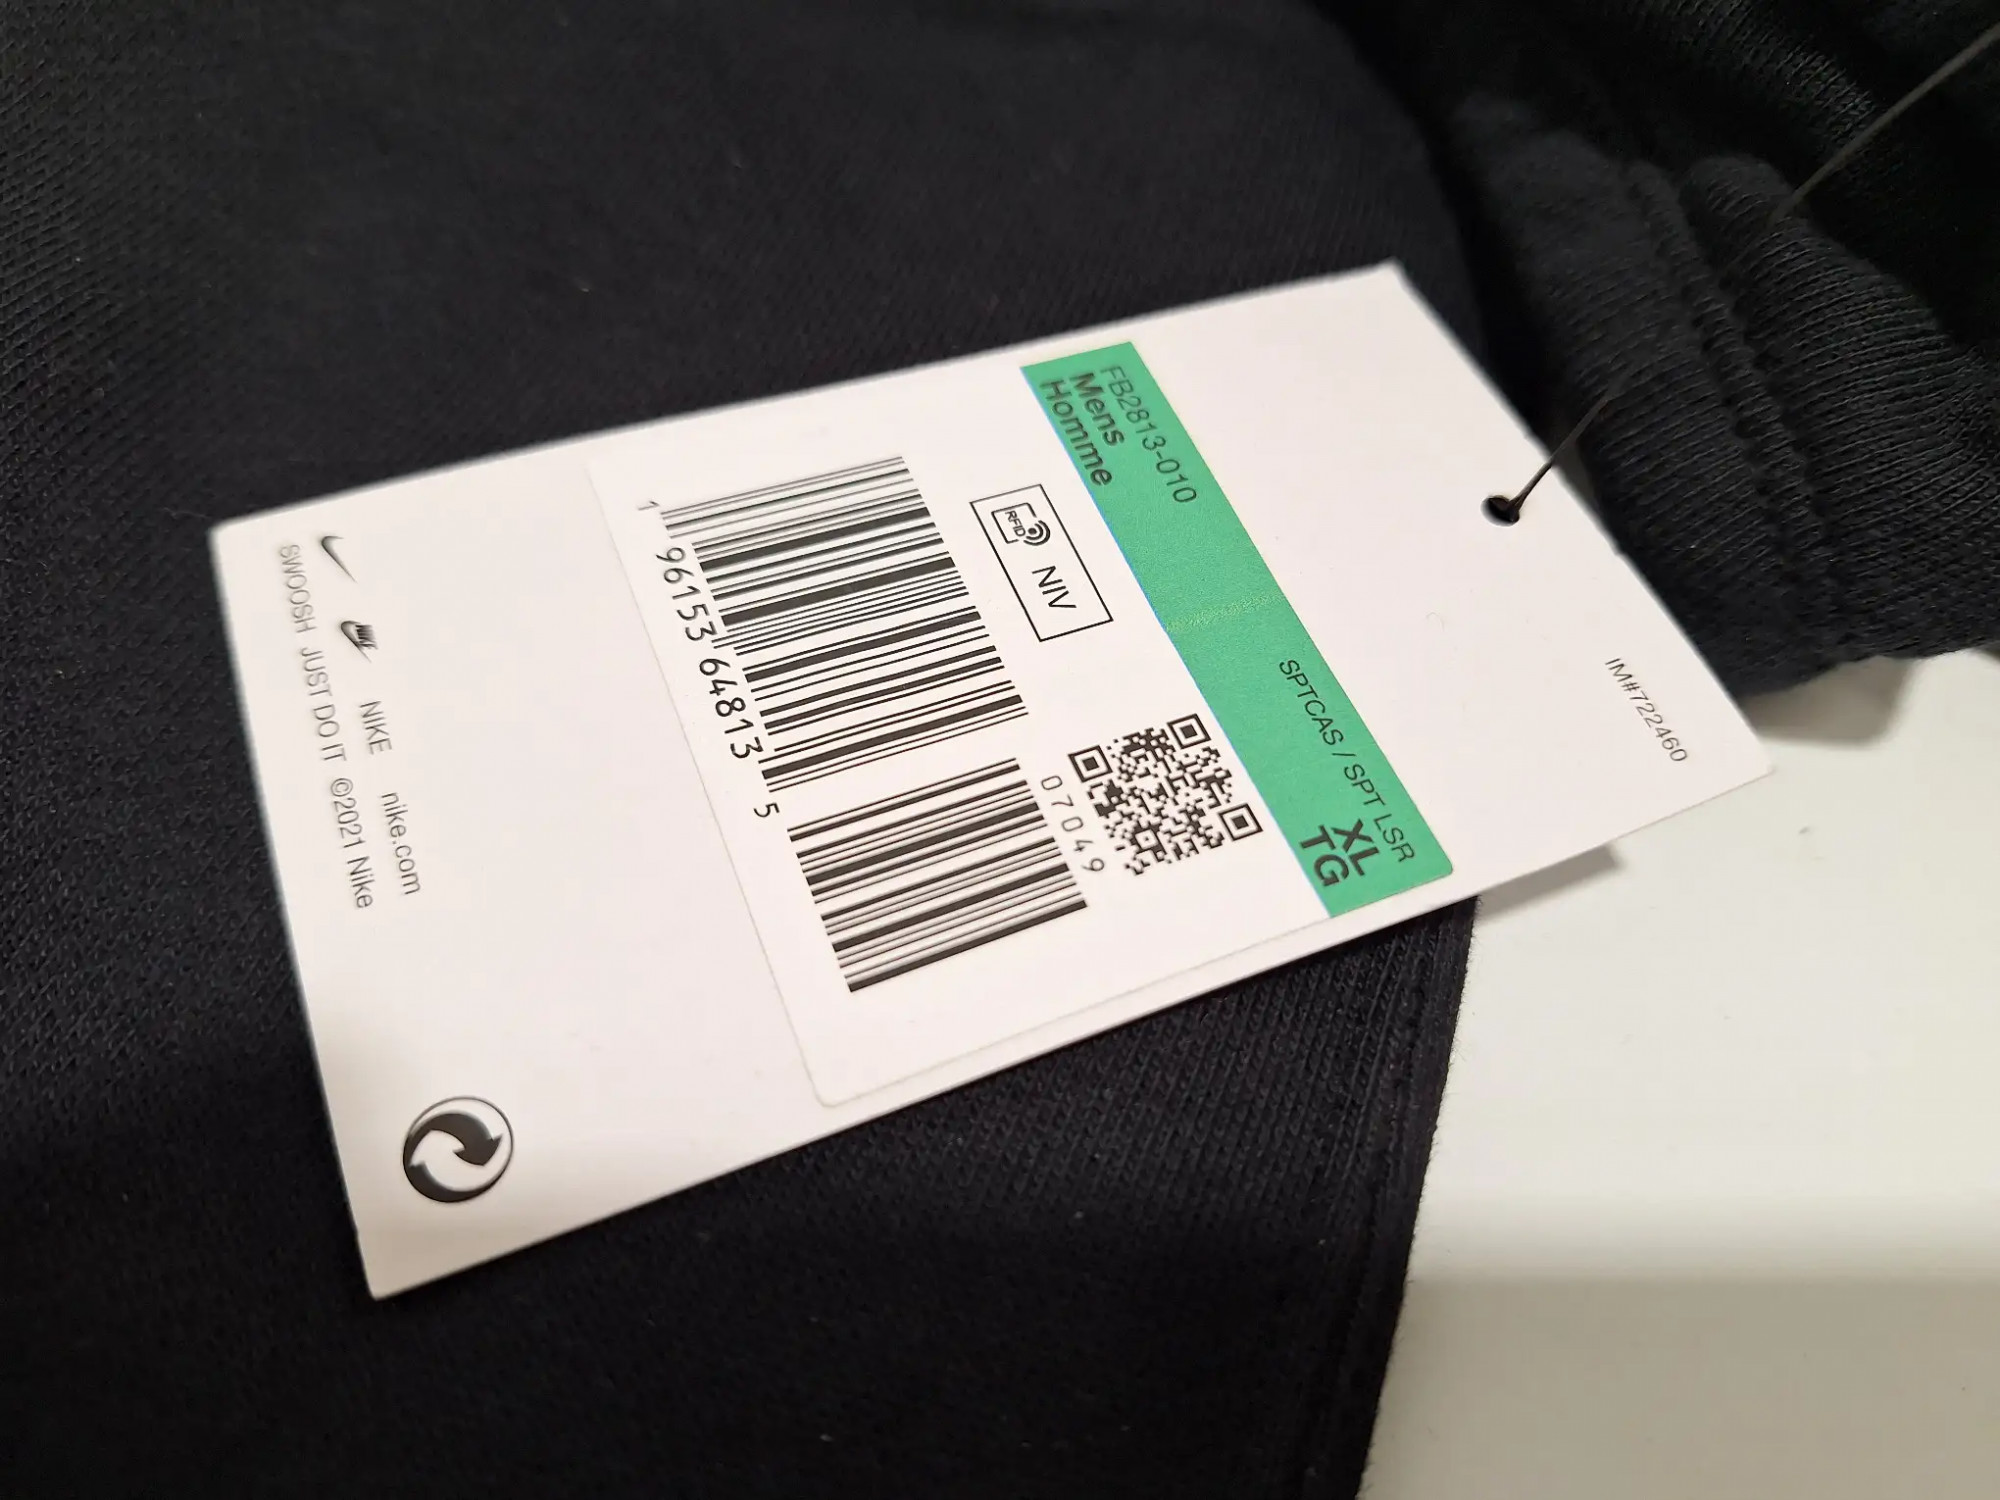 IM#722460
FB2813-010
SPTCAS / SPT LSR
Mens
XL
Homme
TG
RFID
NIV
07049
1 96153 64813 5
NIKE nike.com
SWOOSH JUST DO IT ©2021 Nike